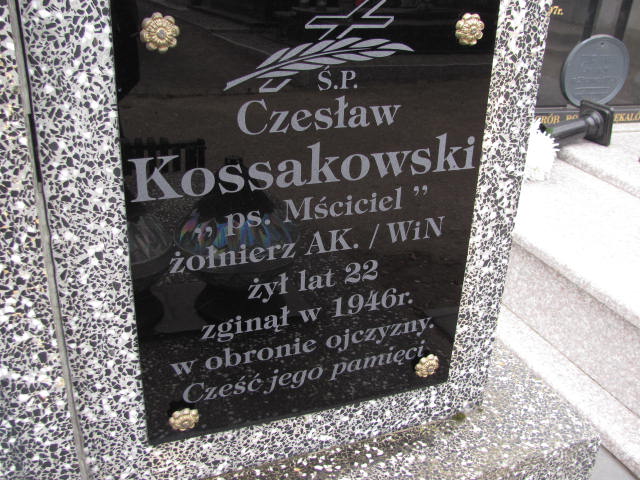 Ś.P.
Czesław
Kossakowski
„ ps. Mściciel ”
żołnierz AK. / WiN
żył lat 22
zginął w 1946r.
w obronie ojczyzny.
Cześć jego pamięci